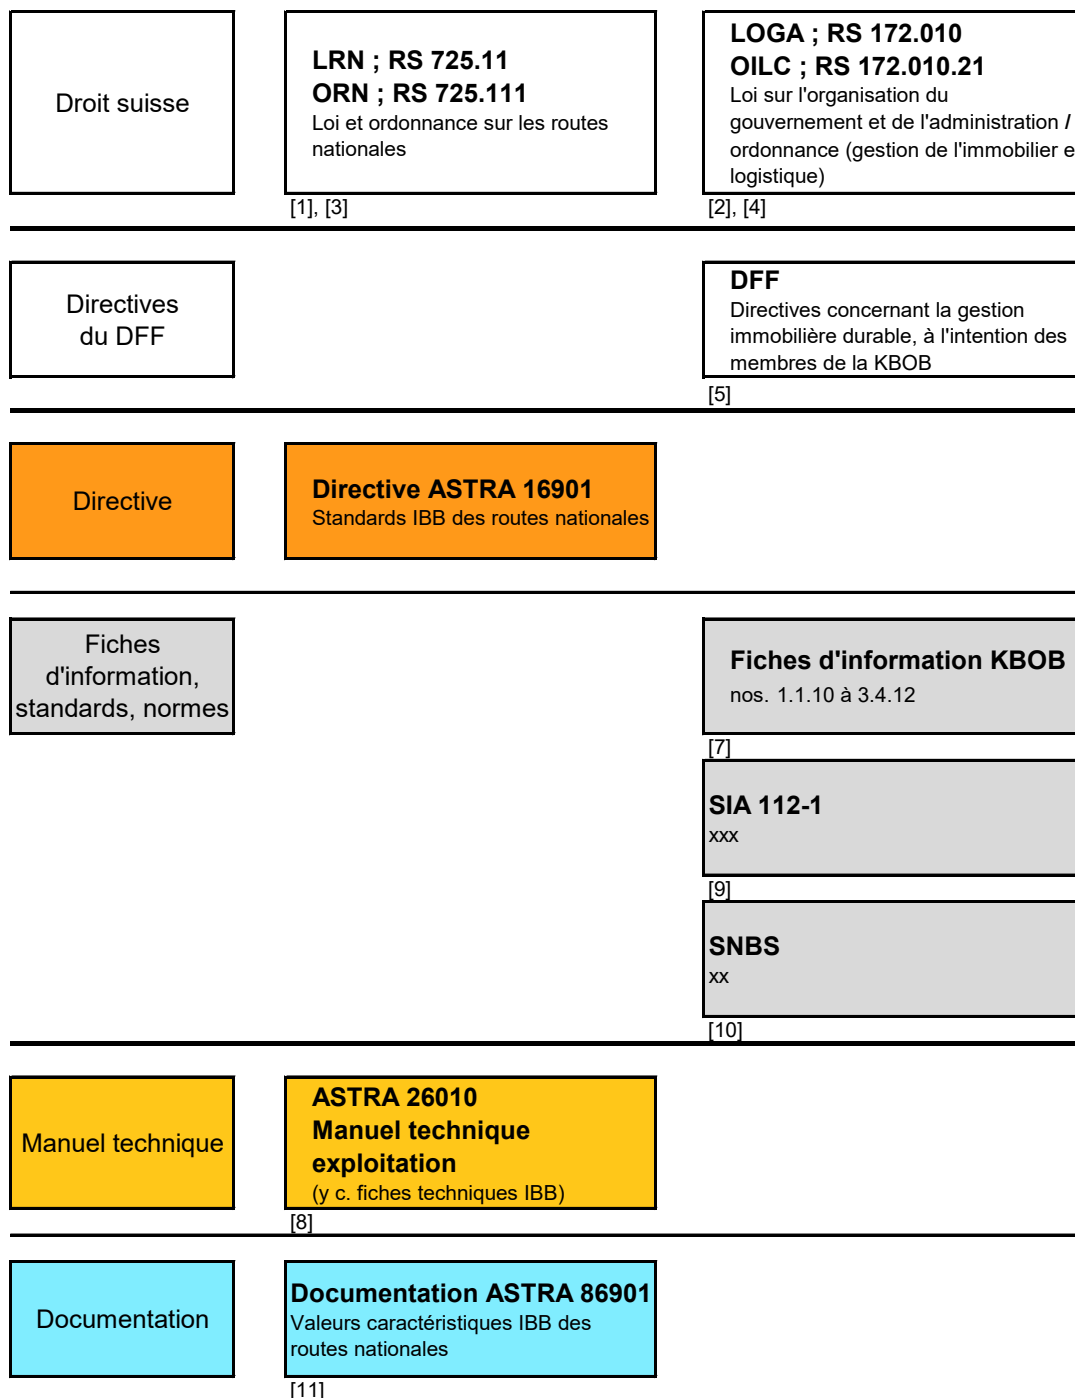 Droit suisse
LRN ; RS 725.11
ORN ; RS 725.111
Loi et ordonnance sur les routes
nationales
[1], [3]
LOGA ; RS 172.010
OILC ; RS 172.010.21
Loi sur l'organisation du
gouvernement et de l'administration /
ordonnance (gestion de l'immobilier e
logistique)
[2], [4]
Directives
du DFF
DFF
Directives concernant la gestion
immobilière durable, à l'intention des
membres de la KBOB
[5]
Directive
Directive ASTRA 16901
Standards IBB des routes nationales
Fiches
d'information,
standards, normes
Fiches d'information KBOB
nos. 1.1.10 à 3.4.12
[7]
SIA 112-1
xxx
[9]
SNBS
xx
[10]
Manuel technique
ASTRA 26010
Manuel technique
exploitation
(y c. fiches techniques IBB)
[8]
Documentation
Documentation ASTRA 86901
Valeurs caractéristiques IBB des
routes nationales
[11]